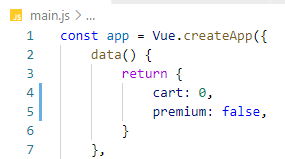 JS main.js > ...
1 const app = Vue.createApp({
2     data() {
3         return {
4             cart: 0,
5             premium: false,
6         }
7     },